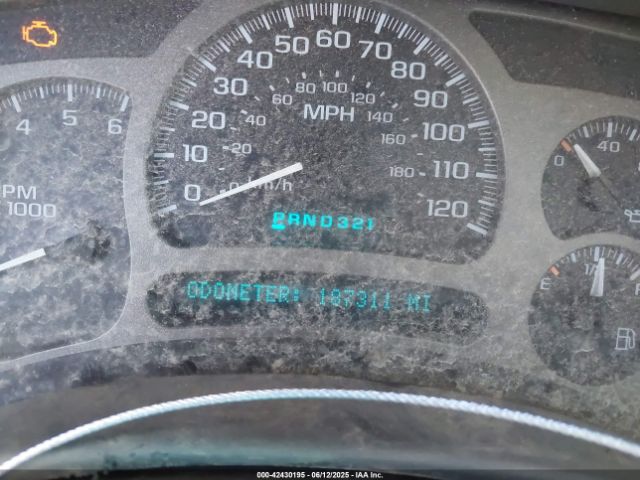 4 5 6
PM
1000
0 10 20 30 40 50 60 70 80 90 100 110 120
20 40 60 80 100 120 140 160 180
MPH
0 km/h
PRND321
ODOMETER: 187311 MI
0 40
E F
000-42430195 - 06/12/2025 - IAA Inc.